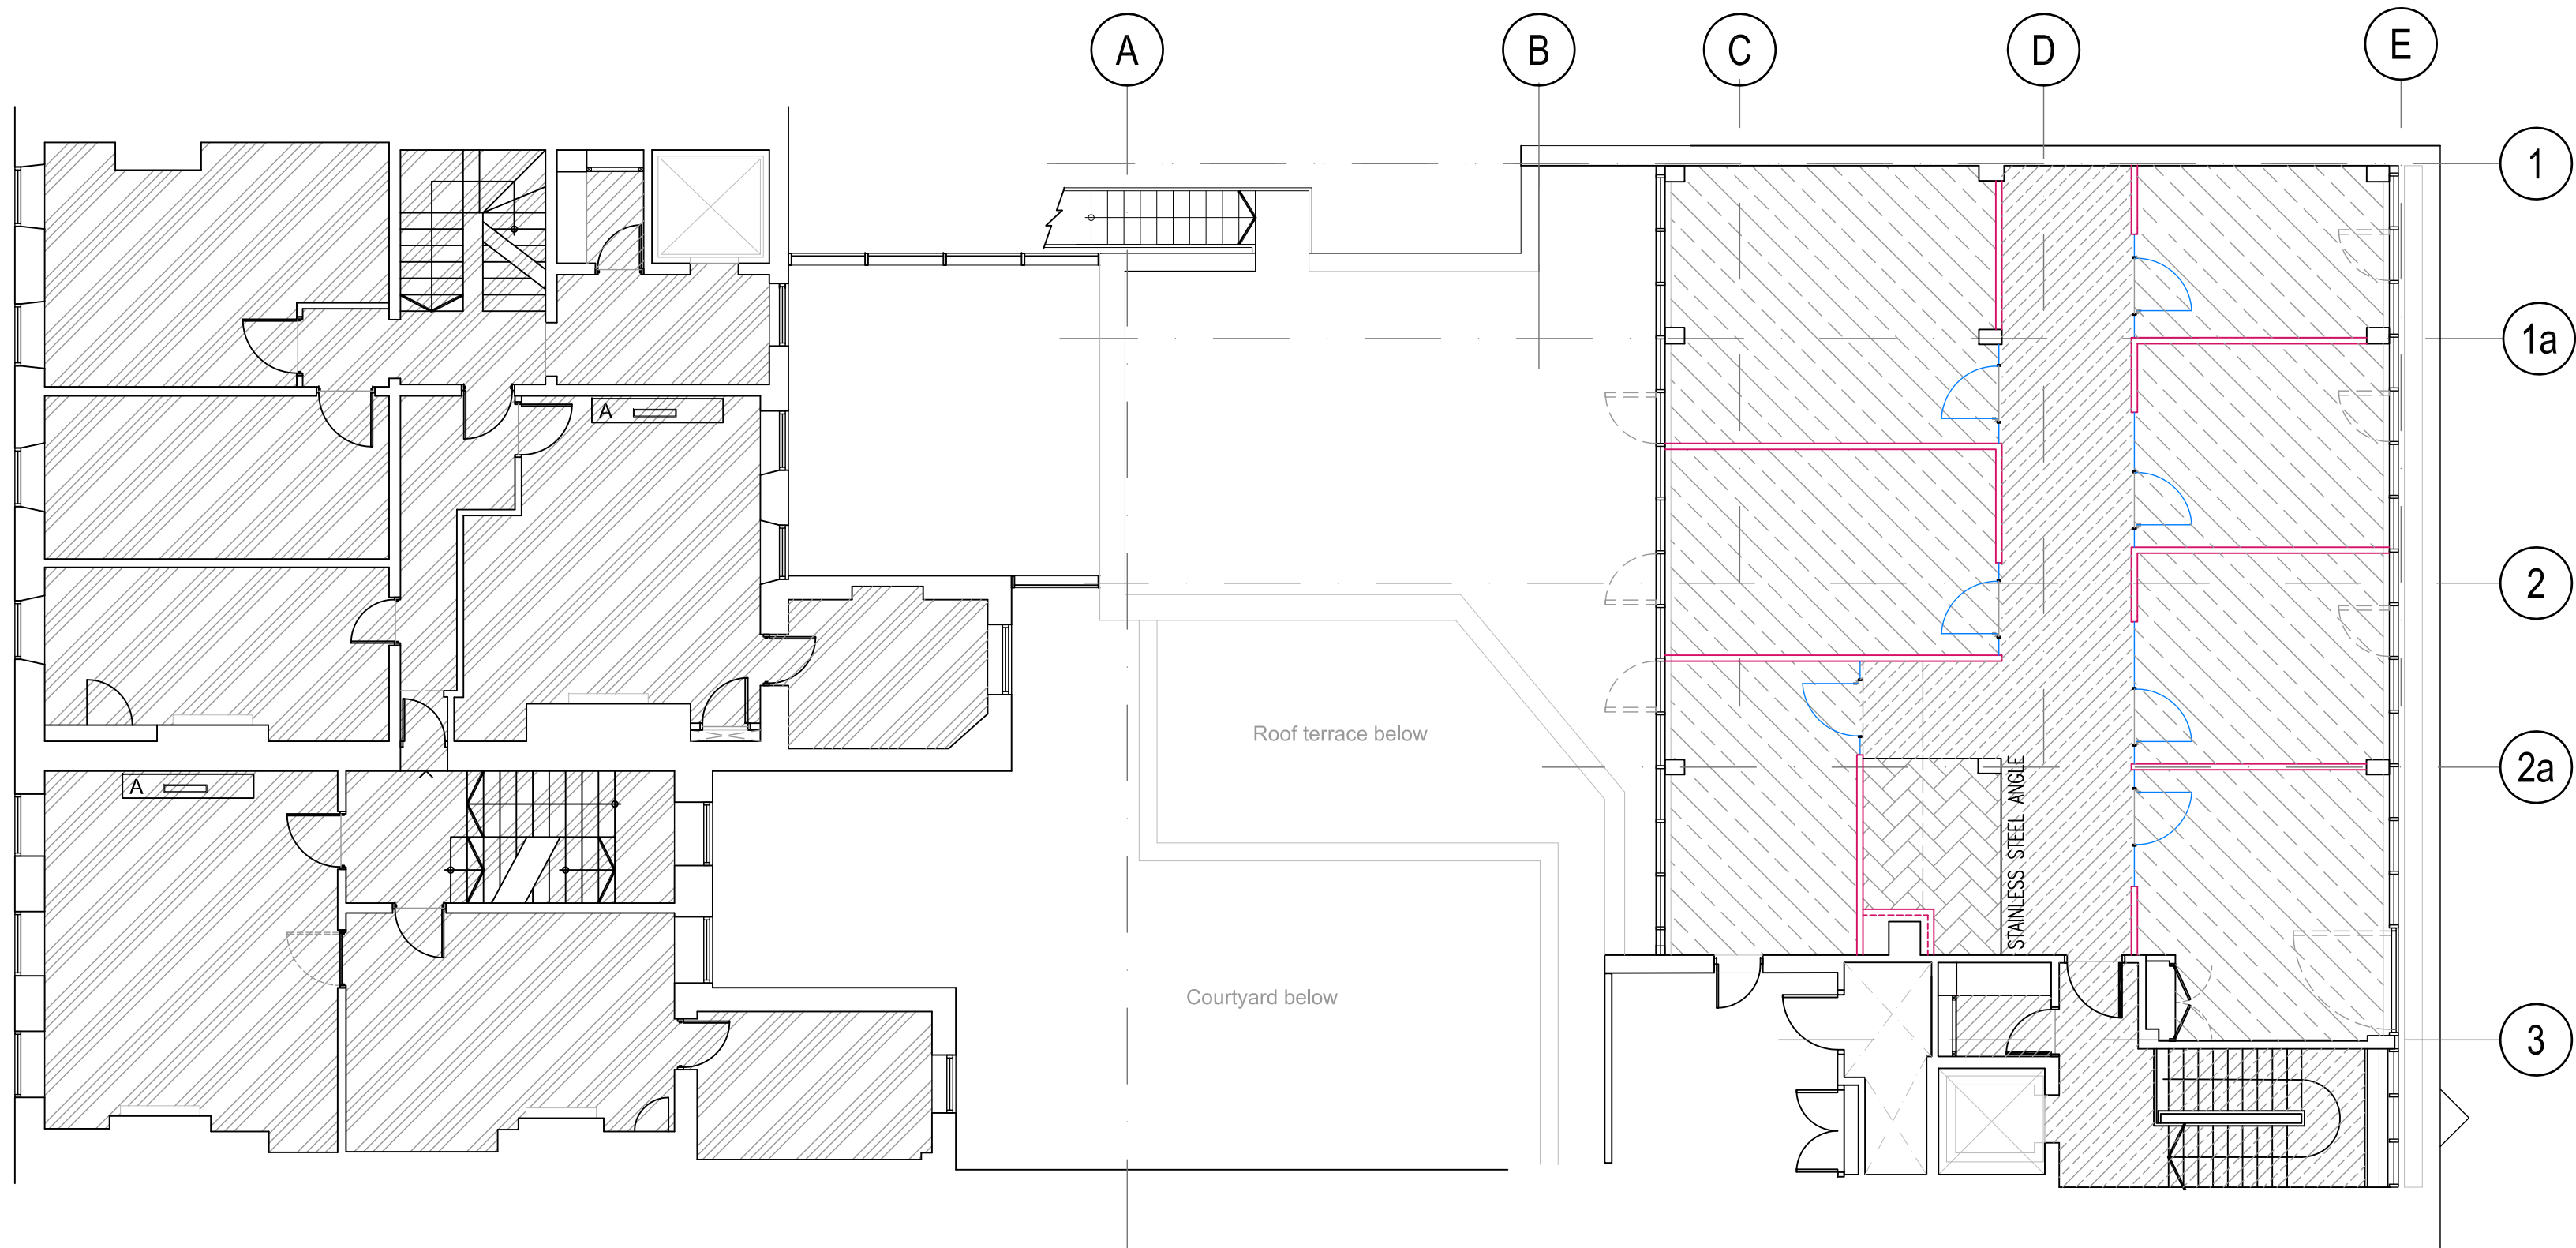 A
B
C
D
E
1
1a
A
2
Roof terrace below
2a
A
STAINLESS STEEL ANGLE
Courtyard below
3